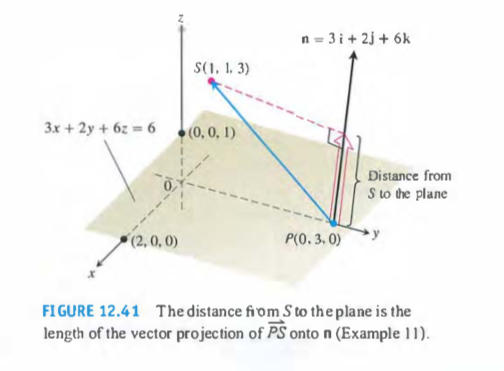 z
n = 3i + 2j + 6k
S(1, 1, 3)
3x + 2y + 6z = 6
(0, 0, 1)
Distance from
S to the plane
0
(2, 0, 0)
P(0, 3, 0)
y
x
FIGURE 12.41 The distance from S to the plane is the
length of the vector projection of P⃗S⃗ onto n (Example 11).